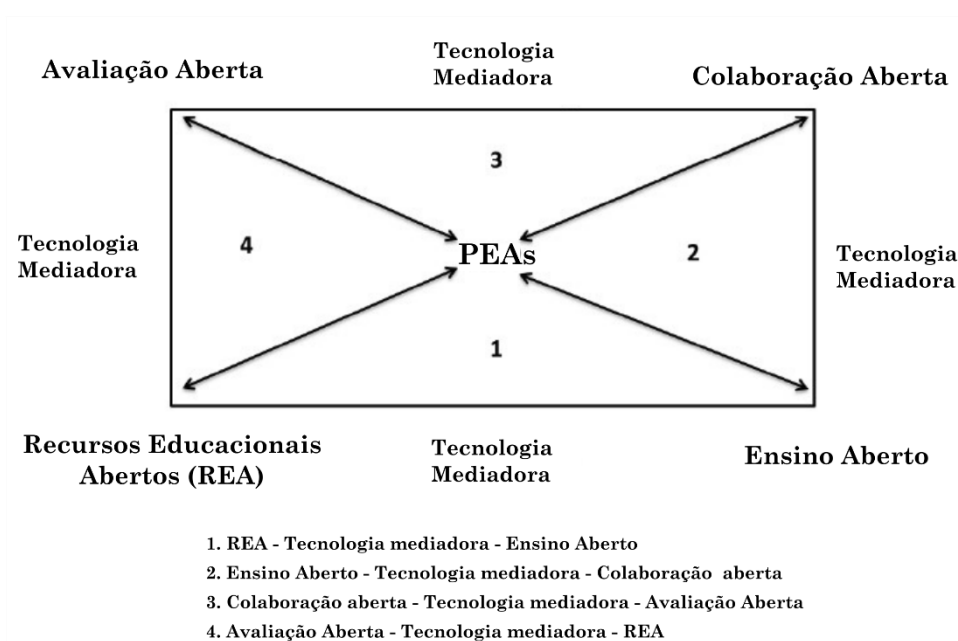 Tecnologia
Mediadora
Avaliação Aberta
Colaboração Aberta
3
Tecnologia
Mediadora
4
PEAs
2
Tecnologia
Mediadora
1
Recursos Educacionais
Abertos (REA)
Tecnologia
Mediadora
Ensino Aberto
1. REA - Tecnologia mediadora - Ensino Aberto
2. Ensino Aberto - Tecnologia mediadora - Colaboração aberta
3. Colaboração aberta - Tecnologia mediadora - Avaliação Aberta
4. Avaliação Aberta - Tecnologia mediadora - REA